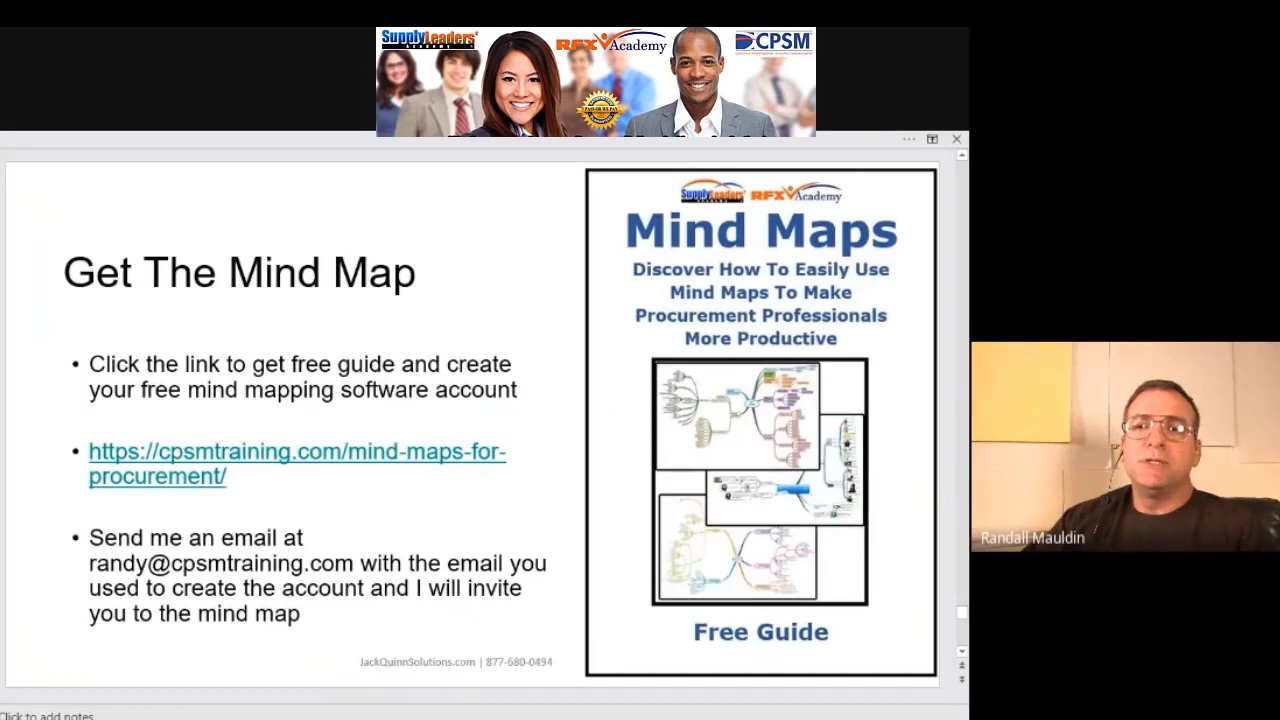 SupplyLeaders'
Academy
RFX Academy
CPSM
Get The Mind Map
• Click the link to get free guide and create
your free mind mapping software account
• https://cpsmtraining.com/mind-maps-for-
procurement/
• Send me an email at
randy@cpsmtraining.com with the email you
used to create the account and I will invite
you to the mind map
JackQuinnSolutions.com | 877-680-0494
SupplyLeaders'
RFX Academy
Mind Maps
Discover How To Easily Use
Mind Maps To Make
Procurement Professionals
More Productive
Free Guide
Randall Mauldin
Click to add notes